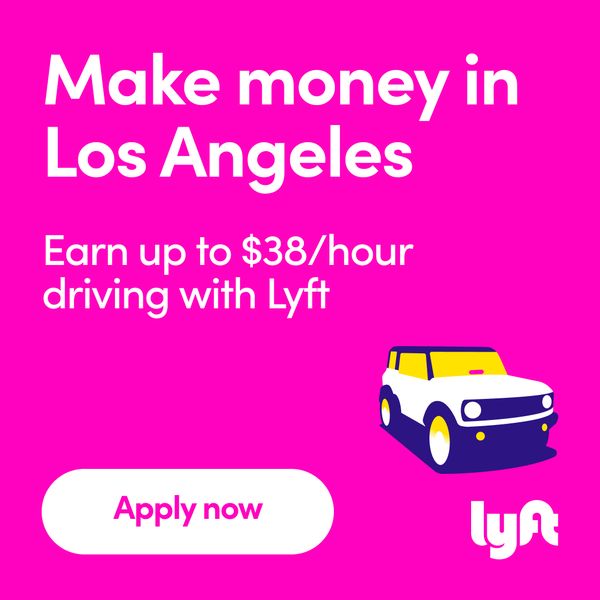 Make money in
Los Angeles
Earn up to $38/hour
driving with Lyft
Apply now
lyft